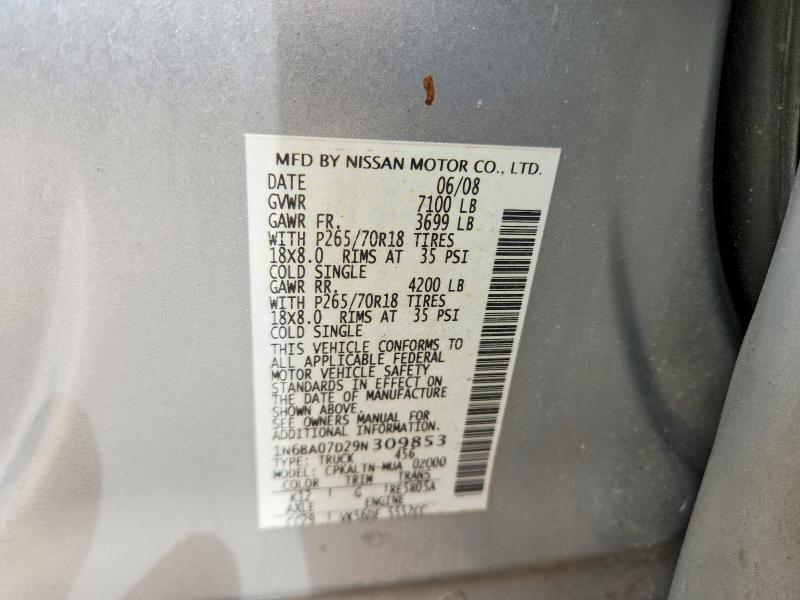 MFD BY NISSAN MOTOR CO., LTD.
DATE 06/08
GVWR 7100 LB
GAWR FR. 3699 LB
WITH P265/70R18 TIRES
18X8.0 RIMS AT 35 PSI
COLD SINGLE
GAWR RR. 4200 LB
WITH P265/70R18 TIRES
18X8.0 RIMS AT 35 PSI
COLD SINGLE
THIS VEHICLE CONFORMS TO
ALL APPLICABLE FEDERAL
MOTOR VEHICLE SAFETY
STANDARDS IN EFFECT ON
THE DATE OF MANUFACTURE
SHOWN ABOVE.
SEE OWNERS MANUAL FOR
ADDITIONAL INFORMATION.
1N6BA07D29N309853
TYPE: TRUCK 456
MODEL: CPKALTN-MUA 02000
COLOR TRIM TRANS
K12 G RE5R05A
AXLE ENGINE
CC29 VK56DE 5552CC